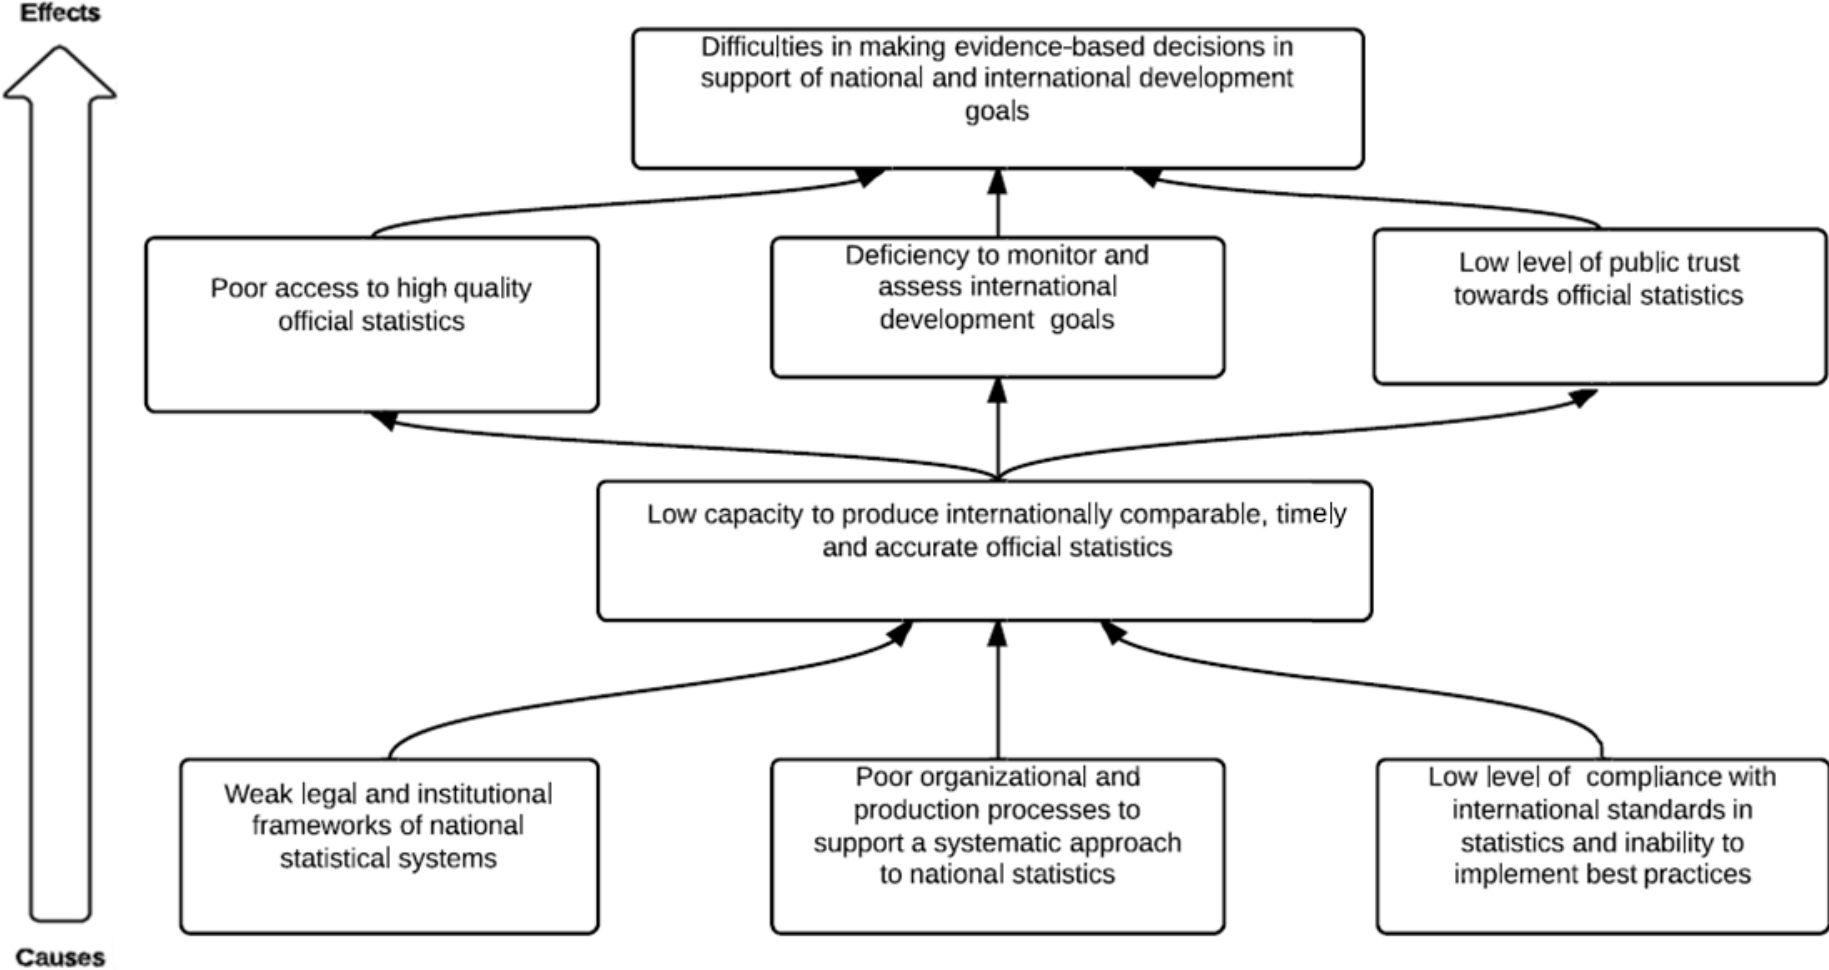 Effects
Difficulties in making evidence-based decisions in
support of national and international development
goals
Poor access to high quality
official statistics
Deficiency to monitor and
assess international
development goals
Low level of public trust
towards official statistics
Low capacity to produce internationally comparable, timely
and accurate official statistics
Weak legal and institutional
frameworks of national
statistical systems
Poor organizational and
production processes to
support a systematic approach
to national statistics
Low level of compliance with
international standards in
statistics and inability to
implement best practices
Causes